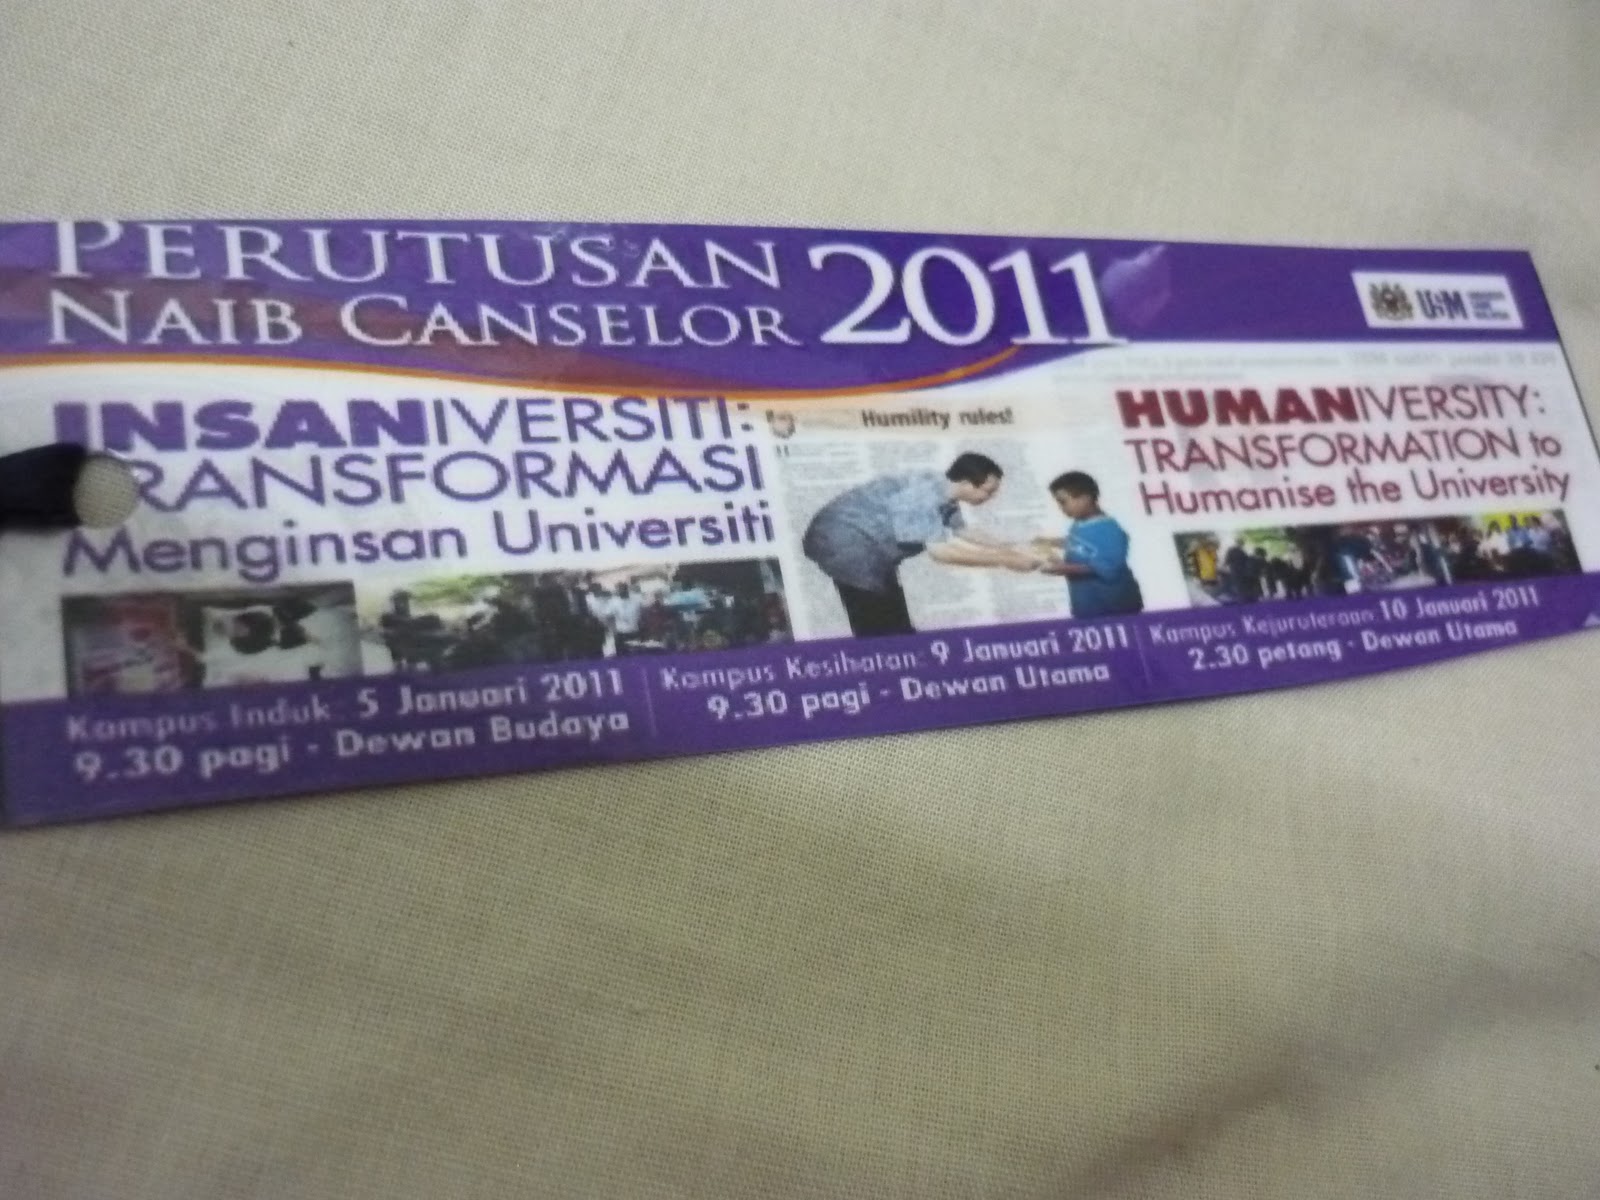 PERUTUSAN
NAIB CANSELOR 2011
USM
INSANIVERSITI:
TRANSFORMASI
Menginsan Universiti
Humility rules!
HUMANIVERSITY:
TRANSFORMATION to
Humanise the University
Kampus Induk: 5 Januari 2011
9.30 pagi - Dewan Budaya
Kampus Kesihatan: 9 Januari 2011
9.30 pagi - Dewan Utama
Kampus Kejuruteraan 10 Januari 2011
2.30 petang - Dewan Utama